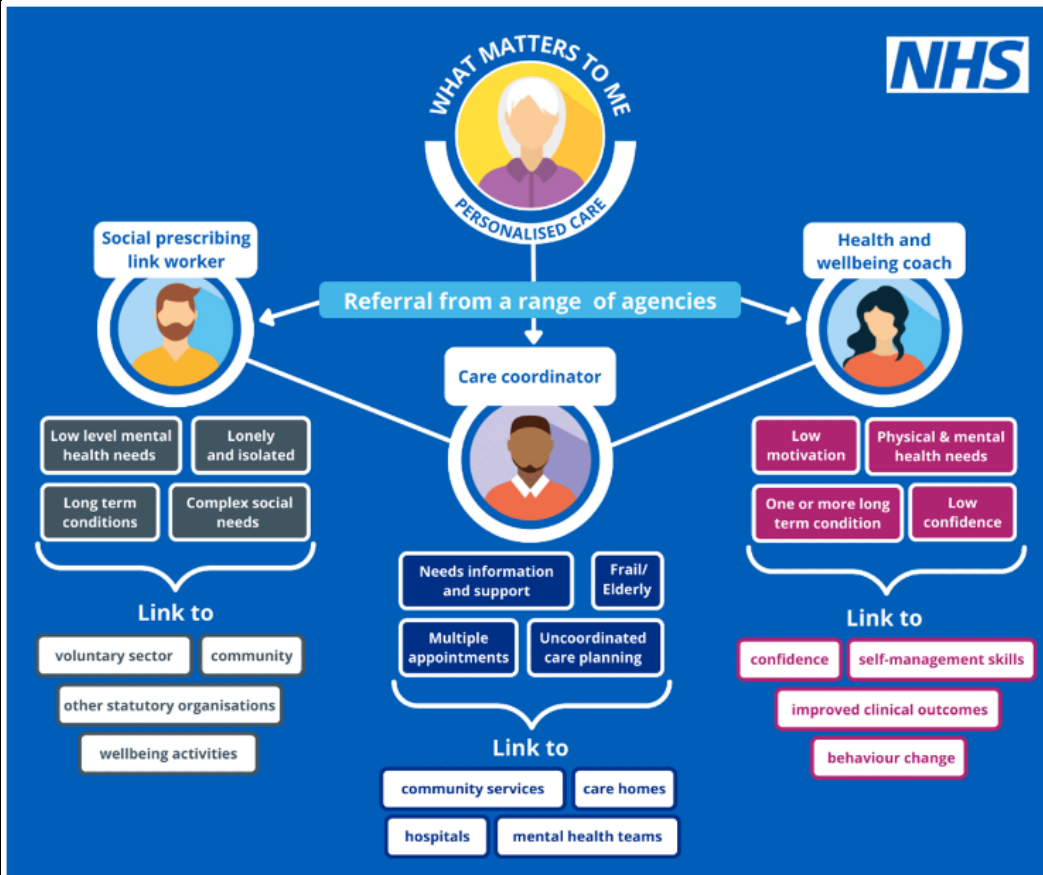 WHAT MATTERS TO ME
NHS
PERSONALISED CARE
Social prescribing
link worker
Health and
wellbeing coach
Referral from a range of agencies
Care coordinator
Low level mental
health needs
Lonely
and isolated
Long term
conditions
Complex social
needs
Link to
voluntary sector
community
other statutory organisations
wellbeing activities
Needs information
and support
Frail/
Elderly
Multiple
appointments
Uncoordinated
care planning
Link to
community services
care homes
hospitals
mental health teams
Low
motivation
Physical & mental
health needs
One or more long
term condition
Low
confidence
Link to
confidence
self-management skills
improved clinical outcomes
behaviour change